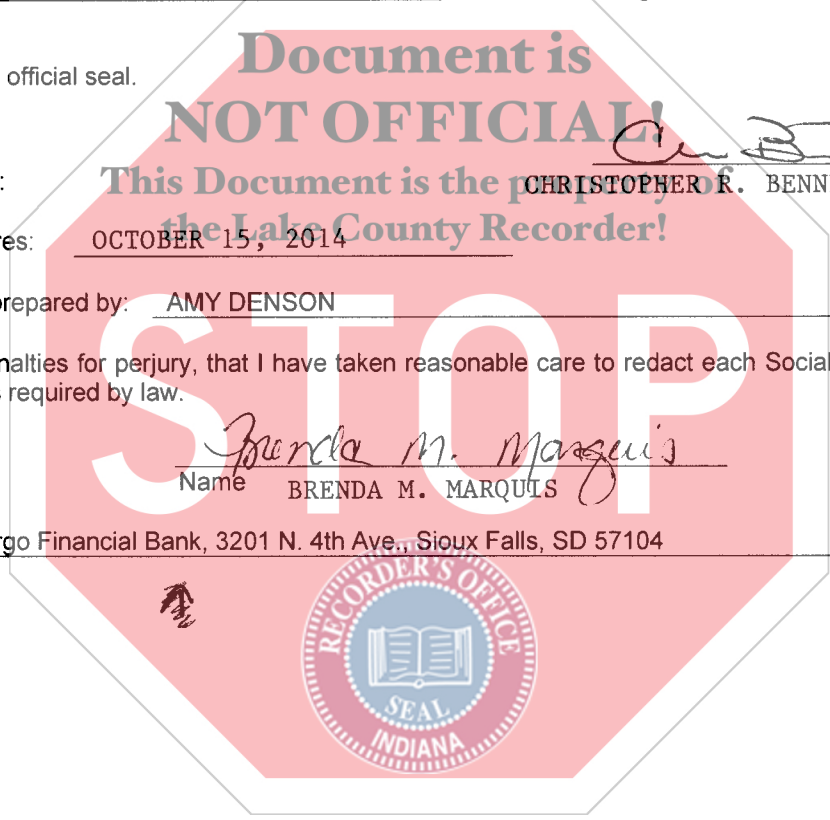 Document is
official seal.
NOT OFFICIAL!
This Document is the property of
: CHRISTOPHER R. BENN
the Lake County Recorder!
res: OCTOBER 15, 2014
prepared by: AMY DENSON
nalties for perjury, that I have taken reasonable care to redact each Social
required by law.
STOP
Brenda M. Marquis
Name BRENDA M. MARQUIS
rgo Financial Bank, 3201 N. 4th Ave., Sioux Falls, SD 57104
RECORDER'S OFFICE
SEAL
INDIANA